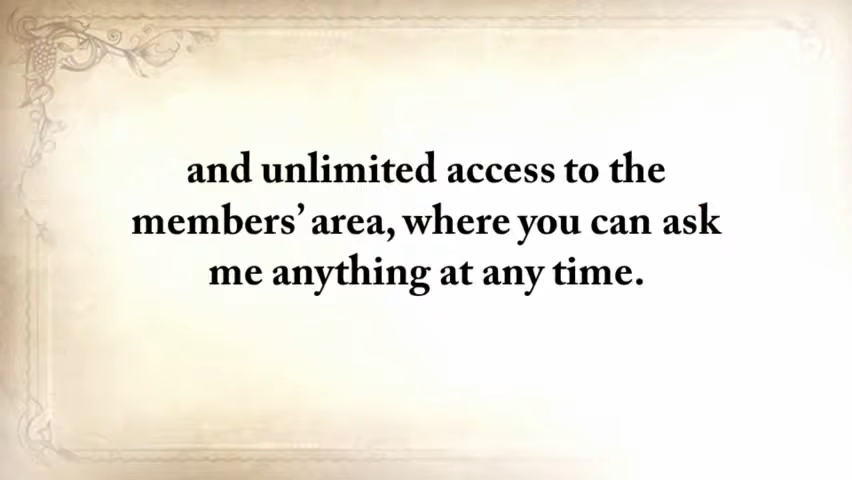 and unlimited access to the
members’ area, where you can ask
me anything at any time.